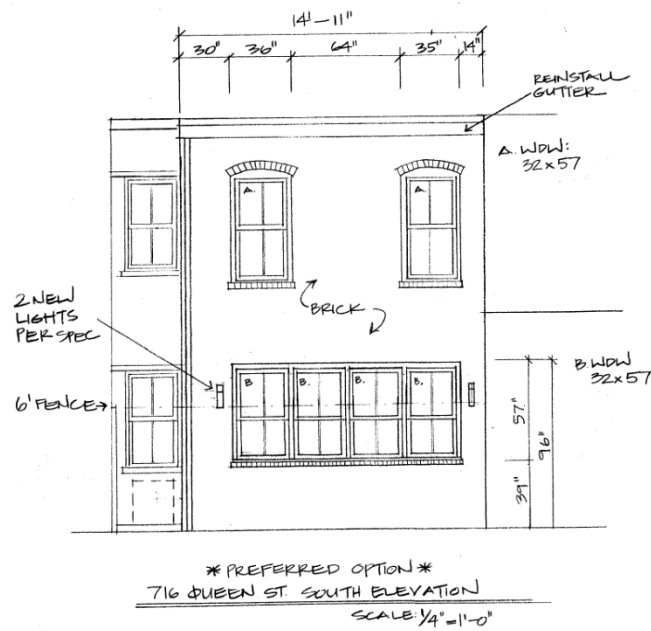 14'-11"
30" 36" 64" 35" 14"
REINSTALL
GUTTER
A. WDW:
32x57
A. A.
2 NEW
LIGHTS
PER SPEC
BRICK
B WDW
32x57
B B. B. B.
6' FENCE
57"
96"
39"
* PREFERRED OPTION *
716 QUEEN ST. SOUTH ELEVATION
SCALE: 1/4"=1'-0"